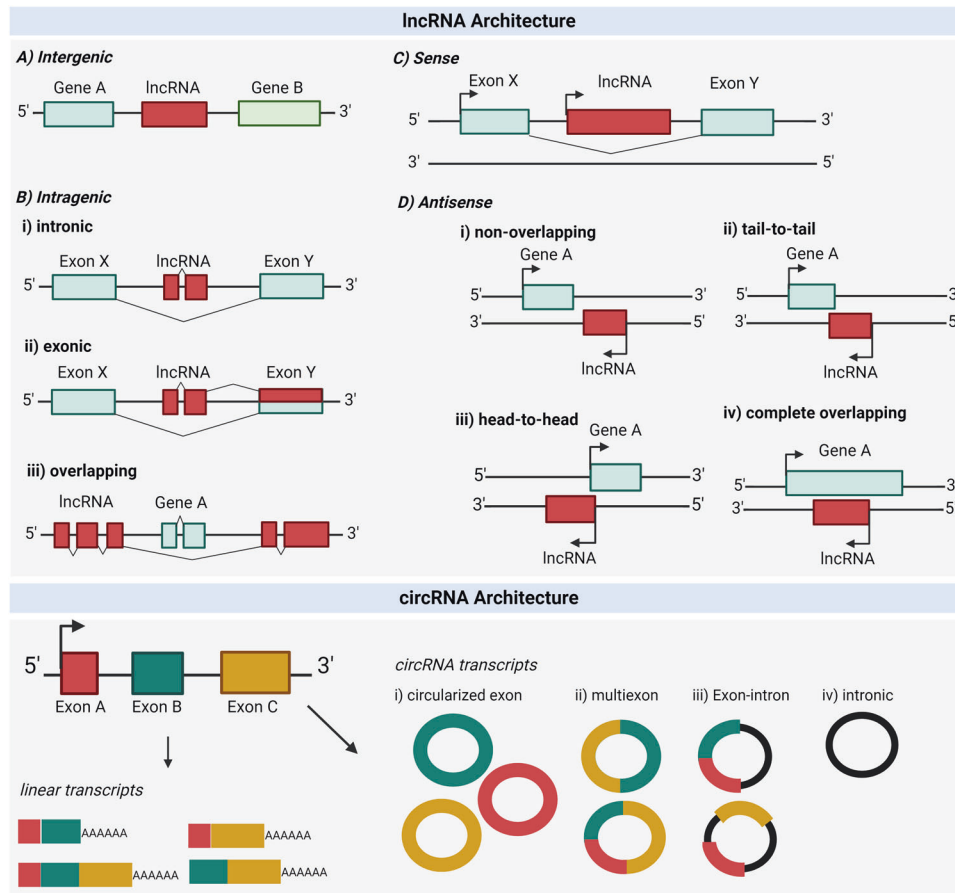 lncRNA Architecture
A) Intergenic
Gene A lncRNA Gene B
5' 3'
B) Intragenic
i) intronic
Exon X lncRNA Exon Y
5' 3'
ii) exonic
Exon X lncRNA Exon Y
5' 3'
iii) overlapping
lncRNA Gene A
5' 3'
C) Sense
Exon X lncRNA Exon Y
5' 3'
3' 5'
D) Antisense
i) non-overlapping
Gene A
5' 3'
3' 5'
lncRNA
ii) tail-to-tail
Gene A
5' 3'
3' 5'
lncRNA
iii) head-to-head
Gene A
5' 3'
3' 5'
lncRNA
iv) complete overlapping
Gene A
5' 3'
3' 5'
lncRNA
circRNA Architecture
5' 3'
Exon A Exon B Exon C
linear transcripts
AAAAAA AAAAAA
AAAAAA AAAAAA
circRNA transcripts
i) circularized exon ii) multiexon iii) Exon-intron iv) intronic